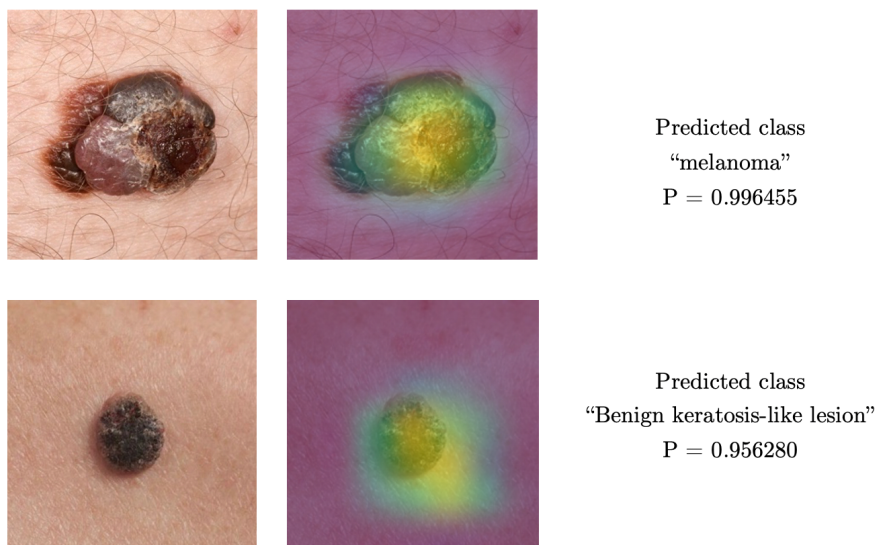 Predicted class
“melanoma”
P = 0.996455
Predicted class
“Benign keratosis-like lesion”
P = 0.956280